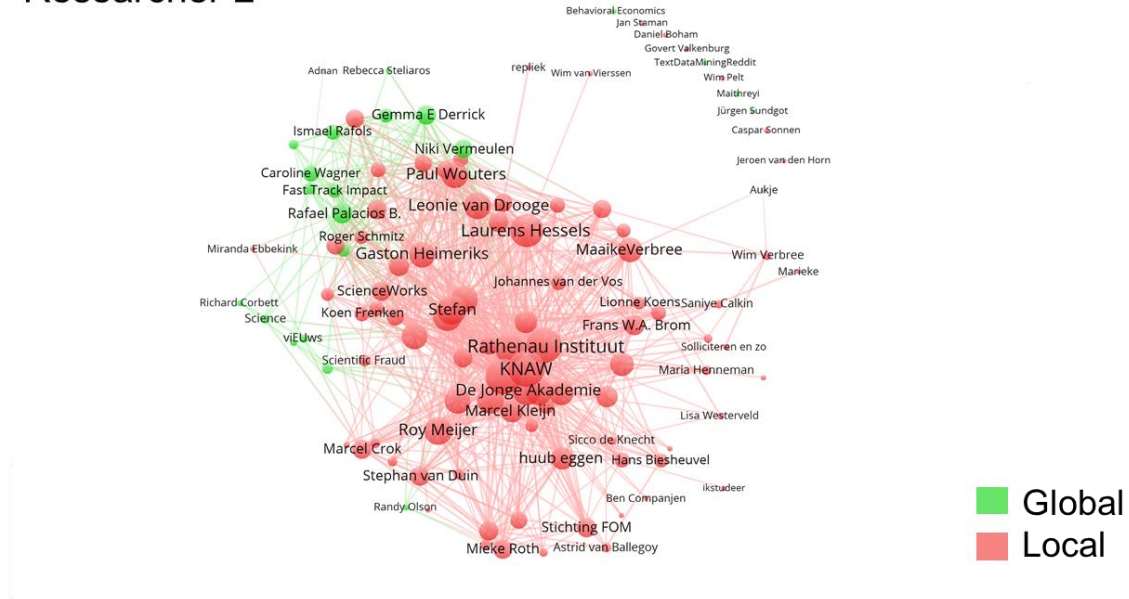 Behavioral Economics
Jan Staman
Daniel Boham
Govert Valkenburg
TextDataMiningReddit
Wim Pelt
Maithreyi
Jürgen Sundgot
Caspar Sonnen
Jeroen van den Horn
Aukje
Adnan Rebecca Steliaros
repliek
Wim van Vierssen
Gemma E Derrick
Ismael Rafols
Niki Vermeulen
Caroline Wagner
Paul Wouters
Fast Track Impact
Rafael Palacios B.
Leonie van Drooge
Roger Schmitz
Laurens Hessels
Miranda Ebbekink
Gaston Heimeriks
MaaikeVerbree
Wim Verbree
Marieke
Johannes van der Vos
ScienceWorks
Richard Corbett
Koen Frenken
Stefan
Lionne Koens
Saniye Calkin
Science
Frans W.A. Brom
viEUws
Rathenau Instituut
Solliciteren en zo
Scientific Fraud
KNAW
Maria Henneman
De Jonge Akademie
Marcel Kleijn
Lisa Westerveld
Roy Meijer
Sicco de Knecht
Marcel Crok
huub eggen
Hans Biesheuvel
Stephan van Duin
ikstudeer
Ben Companjen
Randy Olson
Stichting FOM
Mieke Roth
Astrid van Ballegoy
Global
Local